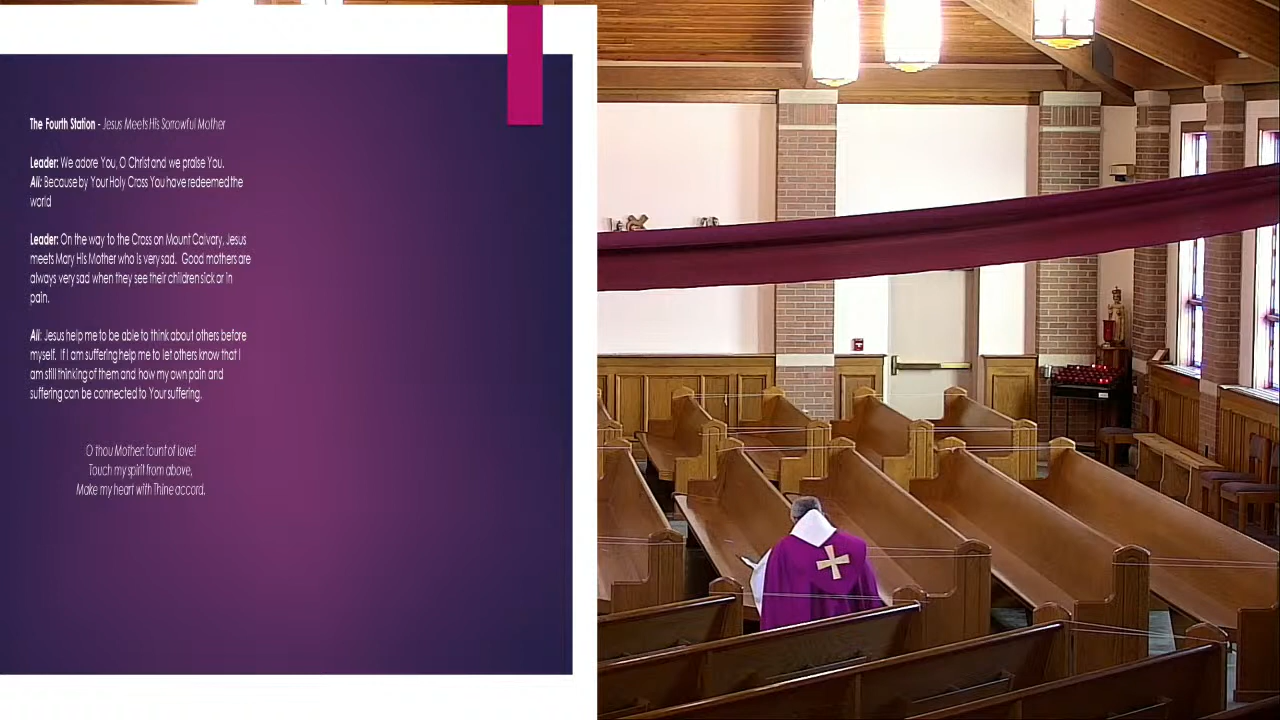 The Fourth Station - Jesus Meets His Sorrowful Mother
Leader: We adore You, O Christ and we praise You.
All: Because by Your Holy Cross You have redeemed the
world
Leader: On the way to the Cross on Mount Calvary, Jesus
meets Mary His Mother who is very sad. Good mothers are
always very sad when they see their children sick or in
pain.
All: Jesus help me to be able to think about others before
myself. If I am suffering help me to let others know that I
am still thinking of them and how my own pain and
suffering can be connected to Your suffering.
O thou Mother: fount of love!
Touch my spirit from above,
Make my heart with Thine accord.